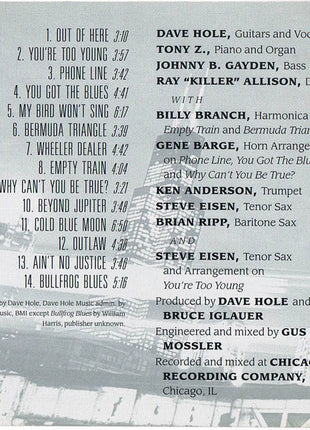 1. OUT OF HERE 3:18
2. YOU'RE TOO YOUNG 3:57
3. PHONE LINE 3:42
4. YOU GOT THE BLUES 4:41
5. MY BIRD WON'T SING 6:17
6. BERMUDA TRIANGLE 3:39
7. WHEELER DEALER 4:42
8. EMPTY TRAIN 4:04
WHY CAN'T YOU BE TRUE? 3:21
10. BEYOND JUPITER 3:48
11. COLD BLUE MOON 6:50
12. OUTLAW 4:38
13. AIN'T NO JUSTICE 3:46
14. BULLFROG BLUES 5:16
by Dave Hole, Dave Hole Music admin. by
usic, BMI except Bullfrog Blues by William
Harris, publisher unknown.
DAVE HOLE, Guitars and Voc
TONY Z., Piano and Organ
JOHNNY B. GAYDEN, Bass
RAY "KILLER" ALLISON, D
WITH
BILLY BRANCH, Harmonica
Empty Train and Bermuda Tria
GENE BARGE, Horn Arrange
on Phone Line, You Got The Blu
and Why Can't You Be True?
KEN ANDERSON, Trumpet
STEVE EISEN, Tenor Sax
BRIAN RIPP, Baritone Sax
AND
STEVE EISEN, Tenor Sax
and Arrangement on
You're Too Young
Produced by DAVE HOLE and
BRUCE IGLAUER
Engineered and mixed by GUS
MOSSLER
Recorded and mixed at CHICAG
RECORDING COMPANY,
Chicago, IL